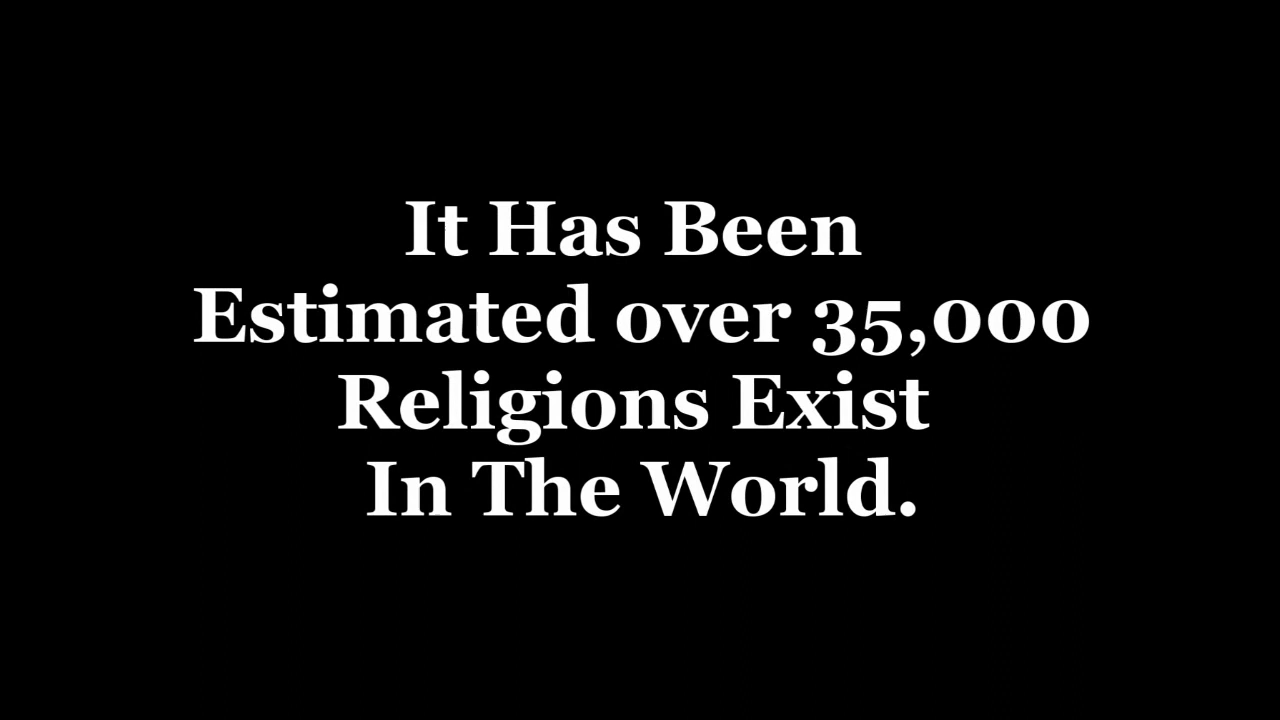 It Has Been
Estimated over 35,000
Religions Exist
In The World.